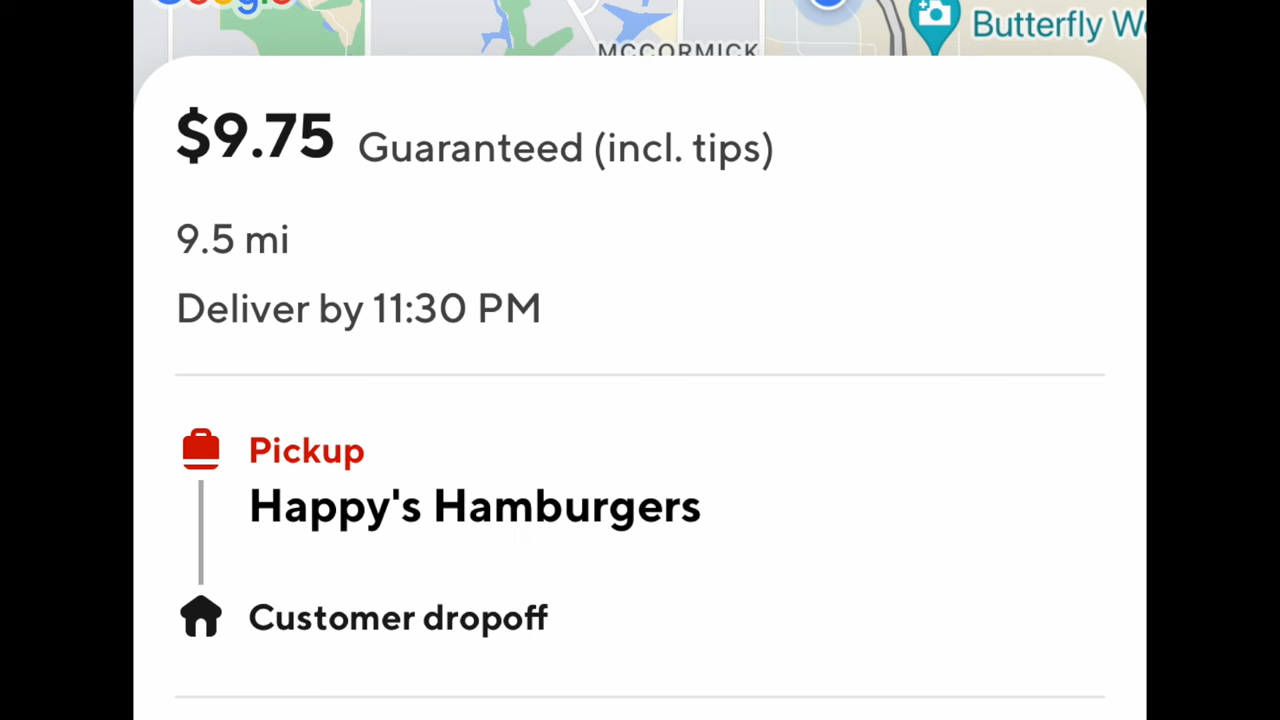 Google
MCCORMICK
Butterfly
$9.75 Guaranteed (incl. tips)
9.5 mi
Deliver by 11:30 PM
Pickup
Happy's Hamburgers
Customer dropoff